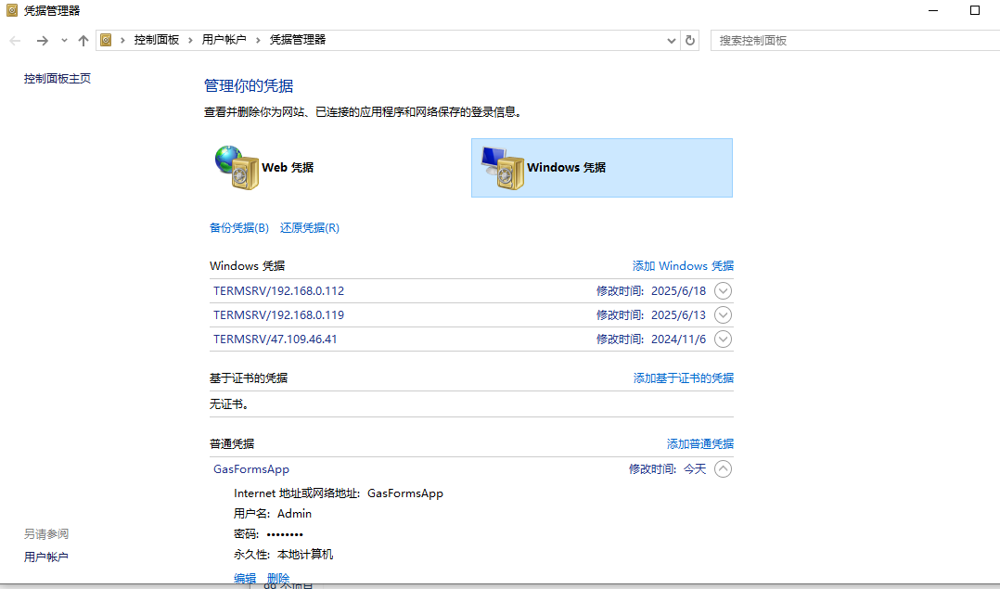 凭据管理器
控制面板 › 用户帐户 › 凭据管理器
搜索控制面板
控制面板主页
管理你的凭据
查看并删除你为网站、已连接的应用程序和网络保存的登录信息。
Web 凭据
Windows 凭据
备份凭据(B) 还原凭据(R)
Windows 凭据 添加 Windows 凭据
TERMSRV/192.168.0.112 修改时间: 2025/6/18
TERMSRV/192.168.0.119 修改时间: 2025/6/13
TERMSRV/47.109.46.41 修改时间: 2024/11/6
基于证书的凭据 添加基于证书的凭据
无证书。
普通凭据 添加普通凭据
GasFormsApp 修改时间: 今天
Internet 地址或网络地址: GasFormsApp
用户名: Admin
密码: ••••••••
永久性: 本地计算机
编辑 删除
另请参阅
用户帐户